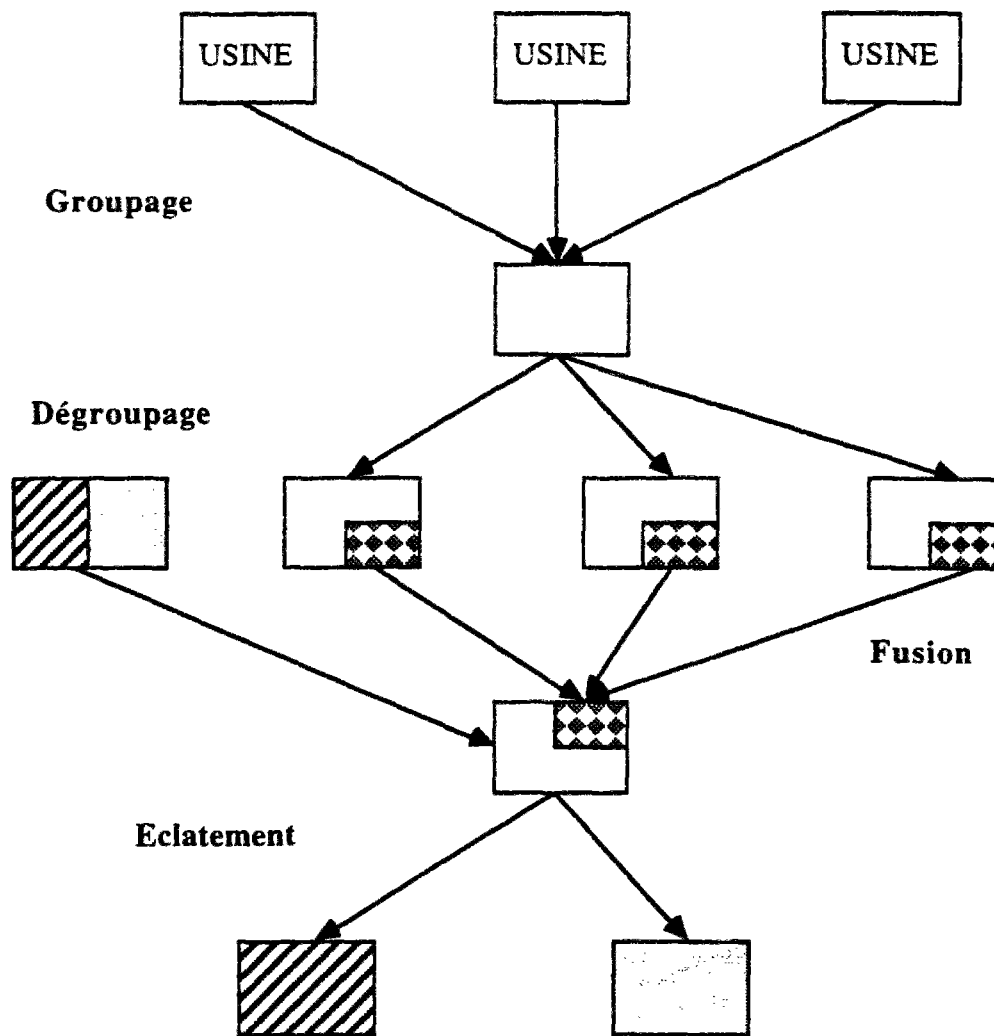 USINE USINE USINE
Groupage
Dégroupage
Fusion
Eclatement